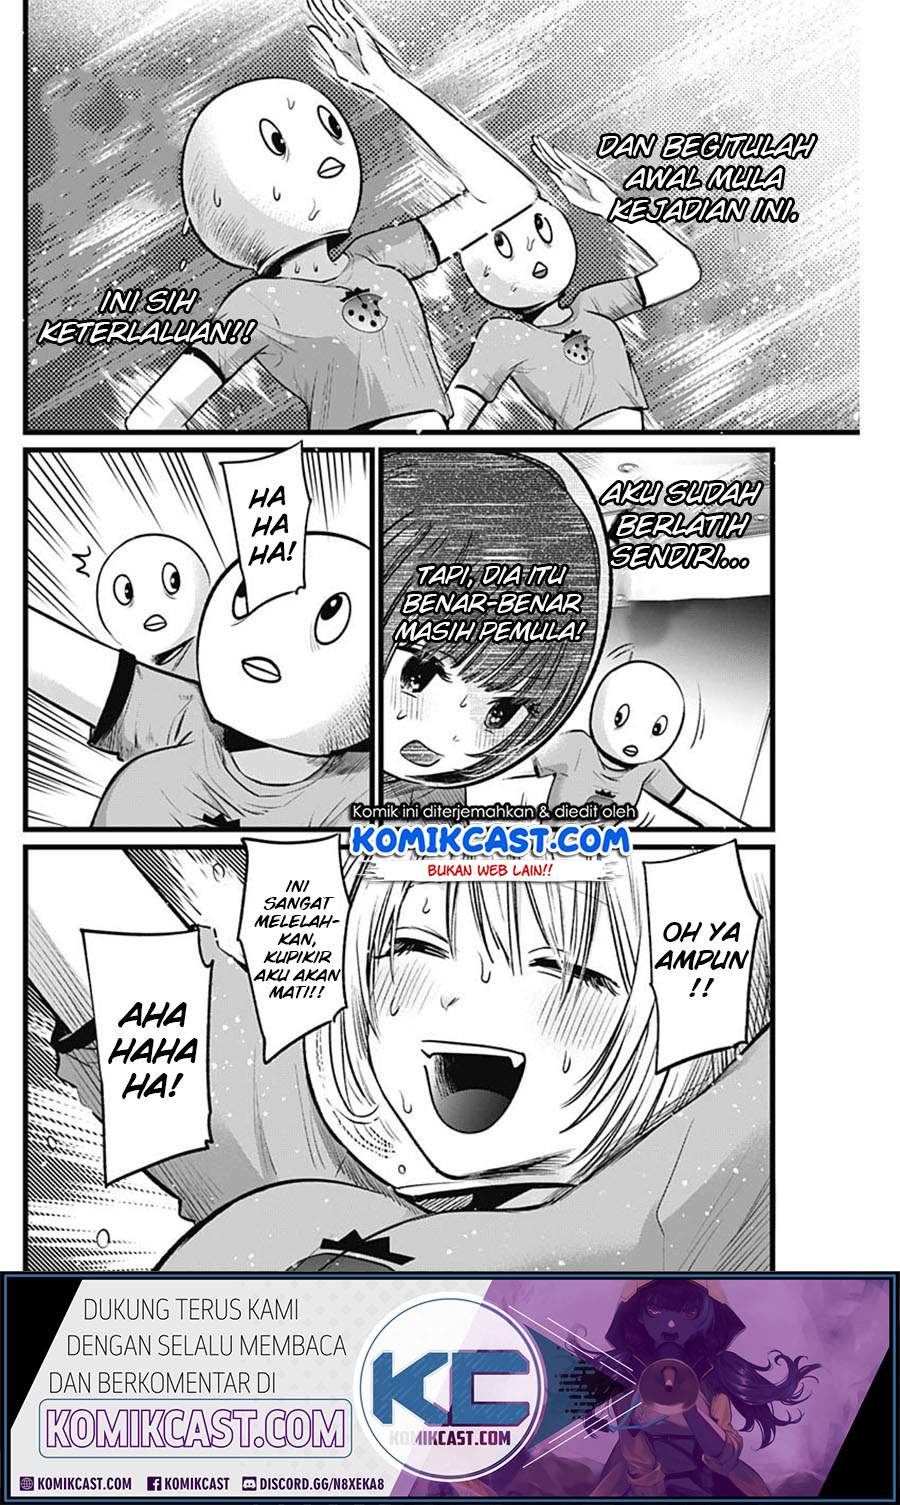 DAN BEGITULAH
AWAL MULA
KEJADIAN INI.
INI SIH
KETERLALUAN!!
AKU SUDAH
BERLATIH
SENDIRI...
TAPI, DIA ITU
BENAR-BENAR
MASIH PEMULA!
HA
HA
HA!
Komik ini diterjemahkan & diedit oleh
KOMIKCAST.COM
BUKAN WEB LAIN!!
OH YA
AMPUN
!!
INI
SANGAT
MELELAH-
KAN,
KUPIKIR
AKU AKAN
MATI!!
AHA
HAHA
HA!
DUKUNG TERUS KAMI
DENGAN SELALU MEMBACA
DAN BERKOMENTAR DI
KOMIKCAST.COM
KC
KOMIKCAST.COM
KOMIKCAST.COM KOMIKCAST DISCORD.GG/N8XEKA8